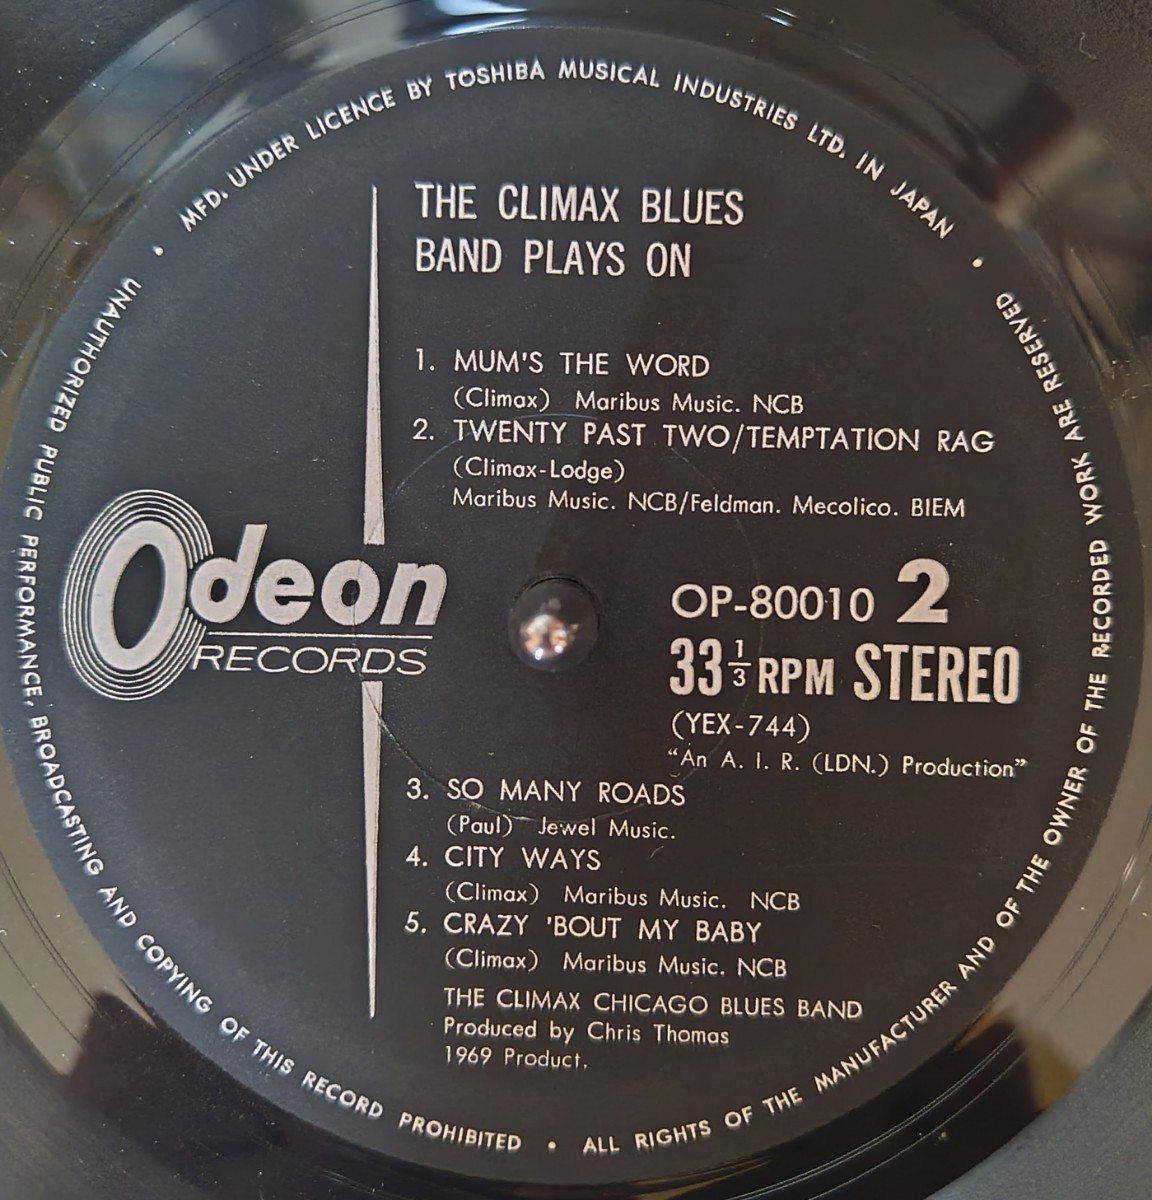 MFD. UNDER LICENCE BY TOSHIBA MUSICAL INDUSTRIES LTD. IN JAPAN
THE CLIMAX BLUES
BAND PLAYS ON
1. MUM'S THE WORD
(Climax) Maribus Music. NCB
2. TWENTY PAST TWO/TEMPTATION RAG
(Climax-Lodge)
Maribus Music. NCB/Feldman. Mecolico. BIEM
Odeon
RECORDS
OP-80010 2
33 1/3 RPM STEREO
(YEX-744)
“An A. I. R. (LDN.) Production”
3. SO MANY ROADS
(Paul) Jewel Music.
4. CITY WAYS
(Climax) Maribus Music. NCB
5. CRAZY 'BOUT MY BABY
(Climax) Maribus Music. NCB
THE CLIMAX CHICAGO BLUES BAND
Produced by Chris Thomas
1969 Product.
UNAUTHORIZED PUBLIC PERFORMANCE, BROADCASTING AND COPYING OF THIS RECORD PROHIBITED • ALL RIGHTS OF THE MANUFACTURER AND OF THE OWNER OF THE RECORDED WORK ARE RESERVED